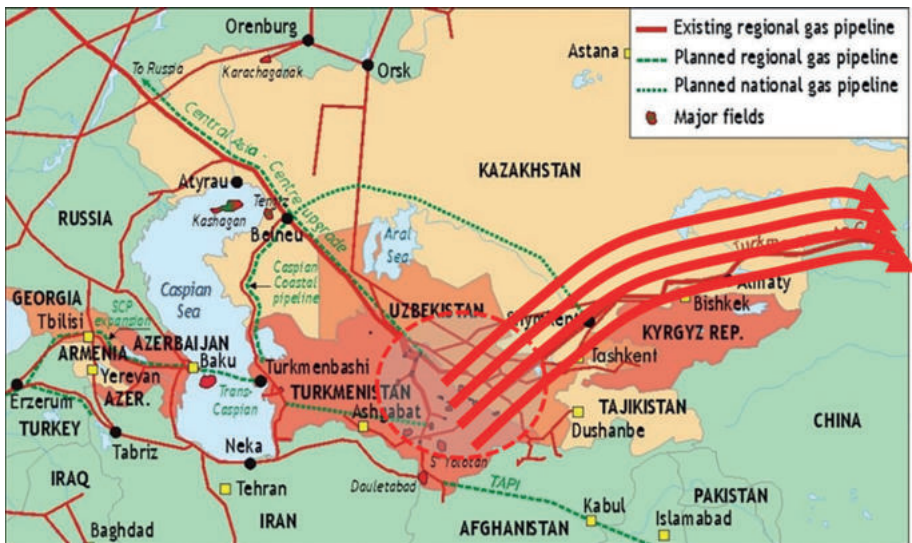 Existing regional gas pipeline
Planned regional gas pipeline
Planned national gas pipeline
Major fields
Orenburg
Astana
To Russia
Karachaganak
Orsk
Central Asia - Centre upgrade
KAZAKHSTAN
Atyrau
Tengiz
Kashagan
RUSSIA
Beineu
Aral
Sea
Caspian
Coastal
pipeline
Caspian
Sea
Almaty
GEORGIA
Tbilisi
SCP
expansion
UZBEKISTAN
Shymkent
Bishkek
KYRGYZ REP.
ARMENIA
AZERBAIJAN
Baku
Tashkent
Yerevan
Turkmenbashi
AZER.
Trans-
Caspian
TURKMENISTAN
Ashgabat
TAJIKISTAN
Dushanbe
Erzerum
TURKEY
CHINA
Tabriz
Neka
S Yolotan
Dauletabad
TAPI
IRAQ
Tehran
Kabul
PAKISTAN
Islamabad
Baghdad
IRAN
AFGHANISTAN